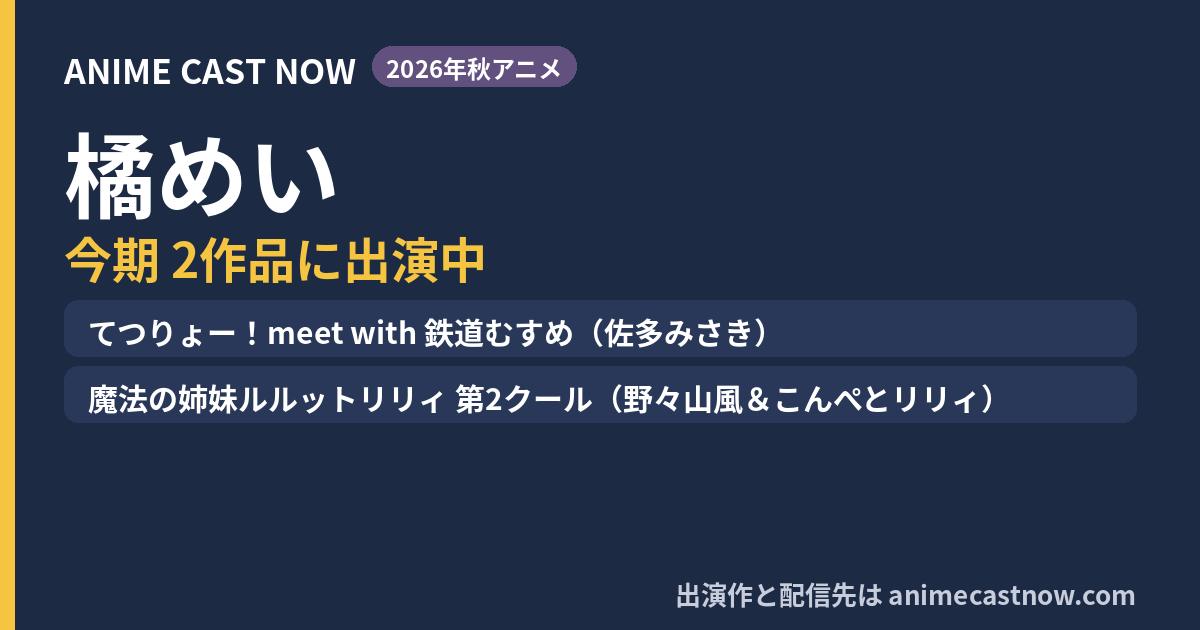 ANIME CAST NOW 2026年秋アニメ
橘めい
今期 2作品に出演中
てつりょー！meet with 鉄道むすめ（佐多みさき）
魔法の姉妹ルルットリリィ 第2クール（野々山風＆こんぺとリリィ）
出演作と配信先は animecastnow.com